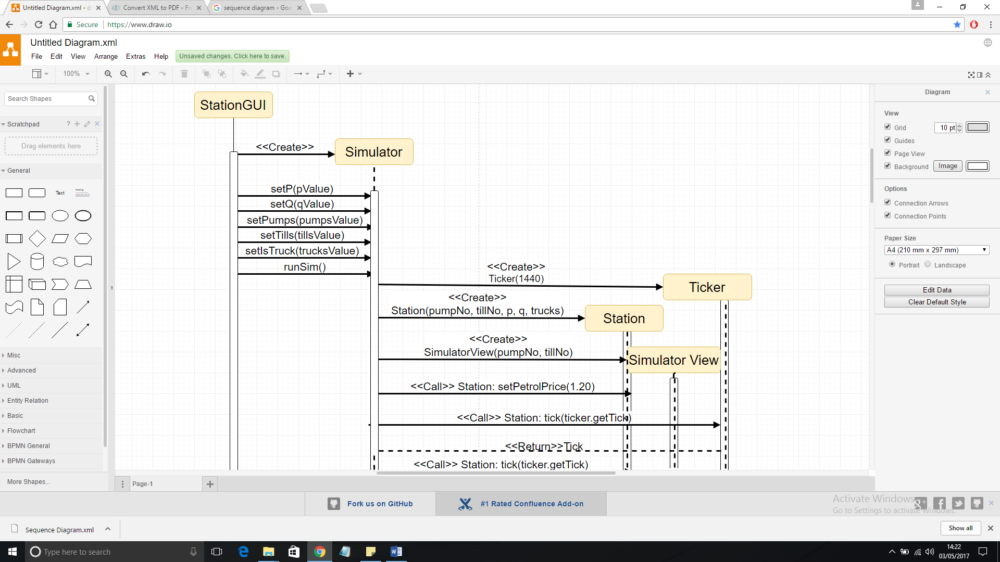 Untitled Diagram.xml - d
Convert XML to PDF - Fre
sequence diagram - Goo
Secure
https://www.draw.io
Untitled Diagram.xml
File Edit View Arrange Extras Help
Unsaved changes. Click here to save.
100%
Search Shapes
Scratchpad
?
Drag elements here
General
Text
Heading
Misc
Advanced
UML
Entity Relation
Basic
Flowchart
BPMN General
BPMN Gateways
More Shapes...
StationGUI
<<Create>>
Simulator
setP(pValue)
setQ(qValue)
setPumps(pumpsValue)
setTills(tillsValue)
setIsTruck(trucksValue)
runSim()
<<Create>>
Ticker(1440)
Ticker
<<Create>>
Station(pumpNo, tillNo, p, q, trucks)
Station
<<Create>>
SimulatorView(pumpNo, tillNo)
Simulator View
<<Call>> Station: setPetrolPrice(1.20)
<<Call>> Station: tick(ticker.getTick)
<<Return>>Tick
<<Call>> Station: tick(ticker.getTick)
Diagram
View
Grid
10 pt
Guides
Page View
Background
Image
Options
Connection Arrows
Connection Points
Paper Size
A4 (210 mm x 297 mm)
Portrait
Landscape
Edit Data
Clear Default Style
Page-1
Fork us on GitHub
#1 Rated Confluence Add-on
Activate Windows
Go to Settings to activate Windows.
Sequence Diagram.xml
Show all
Type here to search
14:22
03/05/2017